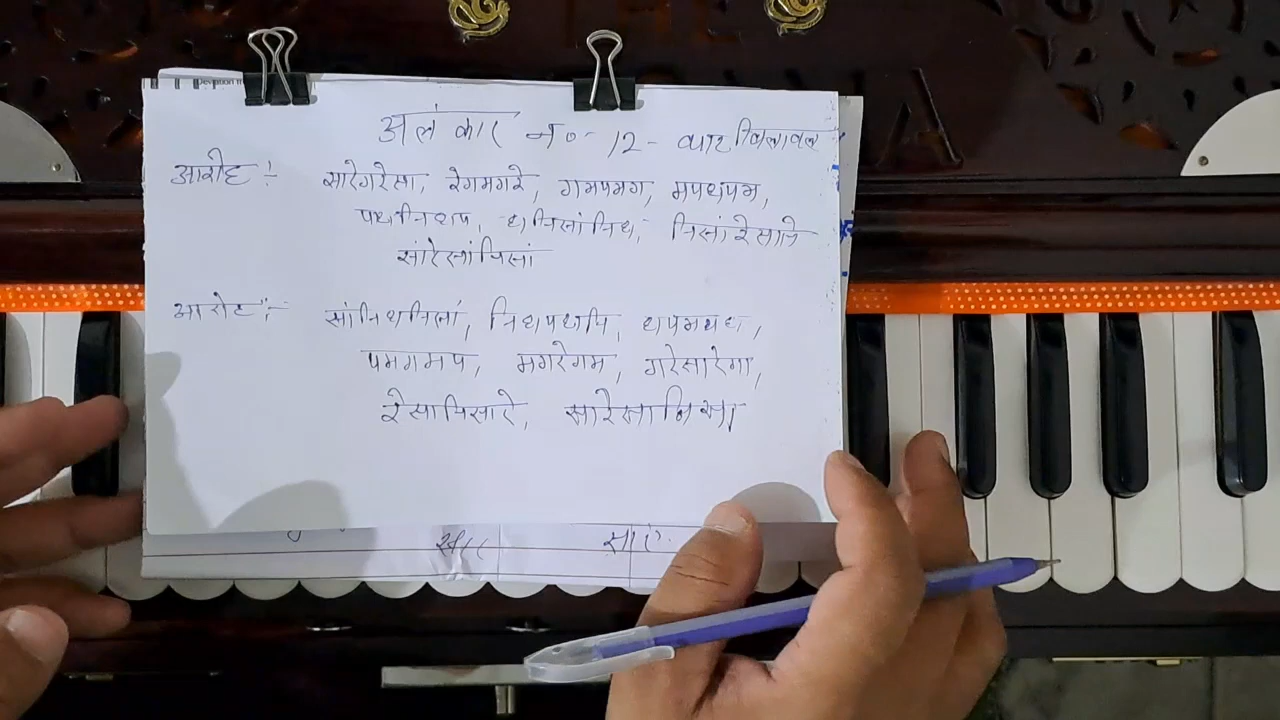 अलंकार न० 12 - थाट बिलावल
आरोह :- सारेगरेसा, रेगमगरे, गमपमग, मपधपम,
पधनिधप, धनिसांनिध, निसांरेसांनि
सांरेसांनिसां
आरोह :- सांनिधनिसां, निधपधनि, धपमपध,
पमगमप, मगरेगम, गरेसारेगा,
रेसानिसारे, सारेसानिसा